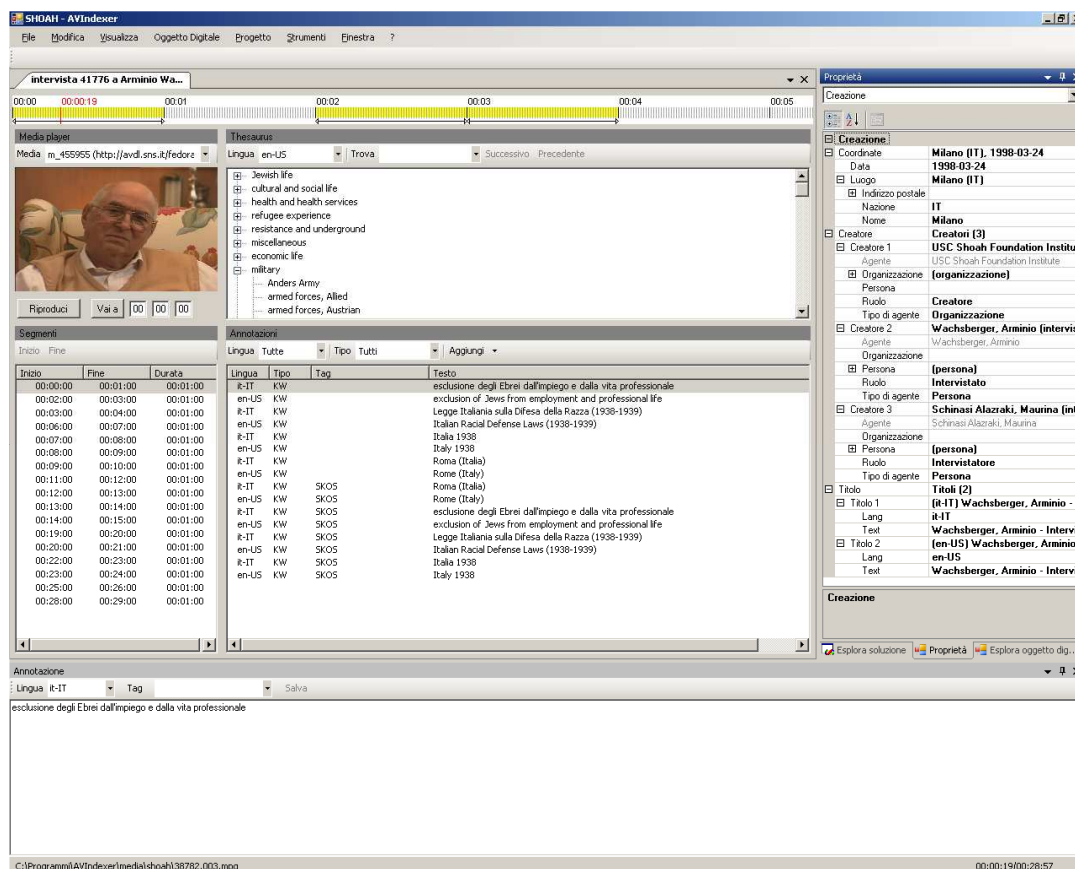 SHOAH - AVIndexer
File Modifica Visualizza Oggetto Digitale Progetto Strumenti Finestra ?
intervista 41776 a Arminio Wa...
00:00 00:00:19 00:01 00:02 00:03 00:04 00:05
Media player
Media m_455955 (http://avdl.sns.it/fedora
Riproduci Vai a 00 00 00
Thesaurus
Lingua en-US Trova Successivo Precedente
Jewish life
cultural and social life
health and health services
refugee experience
resistance and underground
miscellaneous
economic life
military
Anders Army
armed forces, Allied
armed forces, Austrian
Segmenti
Inizio Fine
Inizio Fine Durata
00:00:00 00:01:00 00:01:00
00:02:00 00:03:00 00:01:00
00:03:00 00:04:00 00:01:00
00:06:00 00:07:00 00:01:00
00:07:00 00:08:00 00:01:00
00:08:00 00:09:00 00:01:00
00:09:00 00:10:00 00:01:00
00:11:00 00:12:00 00:01:00
00:12:00 00:13:00 00:01:00
00:13:00 00:14:00 00:01:00
00:14:00 00:15:00 00:01:00
00:19:00 00:20:00 00:01:00
00:20:00 00:21:00 00:01:00
00:22:00 00:23:00 00:01:00
00:23:00 00:24:00 00:01:00
00:25:00 00:26:00 00:01:00
00:28:00 00:29:00 00:01:00
Annotazioni
Lingua Tutte Tipo Tutti Aggiungi
Lingua Tipo Tag Testo
it-IT KW esclusione degli Ebrei dall'impiego e dalla vita professionale
en-US KW exclusion of Jews from employment and professional life
it-IT KW Legge Italiania sulla Difesa della Razza (1938-1939)
en-US KW Italian Racial Defense Laws (1938-1939)
it-IT KW Italia 1938
en-US KW Italy 1938
it-IT KW Roma (Italia)
en-US KW Rome (Italy)
it-IT KW SKOS Roma (Italia)
en-US KW SKOS Rome (Italy)
it-IT KW SKOS esclusione degli Ebrei dall'impiego e dalla vita professionale
en-US KW SKOS exclusion of Jews from employment and professional life
it-IT KW SKOS Legge Italiania sulla Difesa della Razza (1938-1939)
en-US KW SKOS Italian Racial Defense Laws (1938-1939)
it-IT KW SKOS Italia 1938
en-US KW SKOS Italy 1938
Proprietà
Creazione
Creazione
Coordinate Milano (IT), 1998-03-24
Data 1998-03-24
Luogo Milano (IT)
Indirizzo postale
Nazione IT
Nome Milano
Creatore Creatori (3)
Creatore 1 USC Shoah Foundation Institu
Agente USC Shoah Foundation Institute
Organizzazione (organizzazione)
Persona
Ruolo Creatore
Tipo di agente Organizzazione
Creatore 2 Wachsberger, Arminio (intervis
Agente Wachsberger, Arminio
Organizzazione
Persona (persona)
Ruolo Intervistato
Tipo di agente Persona
Creatore 3 Schinasi Alazraki, Maurina (int
Agente Schinasi Alazraki, Maurina
Organizzazione
Persona (persona)
Ruolo Intervistatore
Tipo di agente Persona
Titolo Titoli (2)
Titolo 1 (it-IT) Wachsberger, Arminio -
Lang it-IT
Text Wachsberger, Arminio - Intervi
Titolo 2 (en-US) Wachsberger, Arminio
Lang en-US
Text Wachsberger, Arminio - Intervi
Creazione
Esplora soluzione Proprietà Esplora oggetto dig...
Annotazione
Lingua it-IT Tag Salva
esclusione degli Ebrei dall'impiego e dalla vita professionale
C:\Programmi\AVIndexer\media\shoah\38782.003.mpg 00:00:19/00:28:57